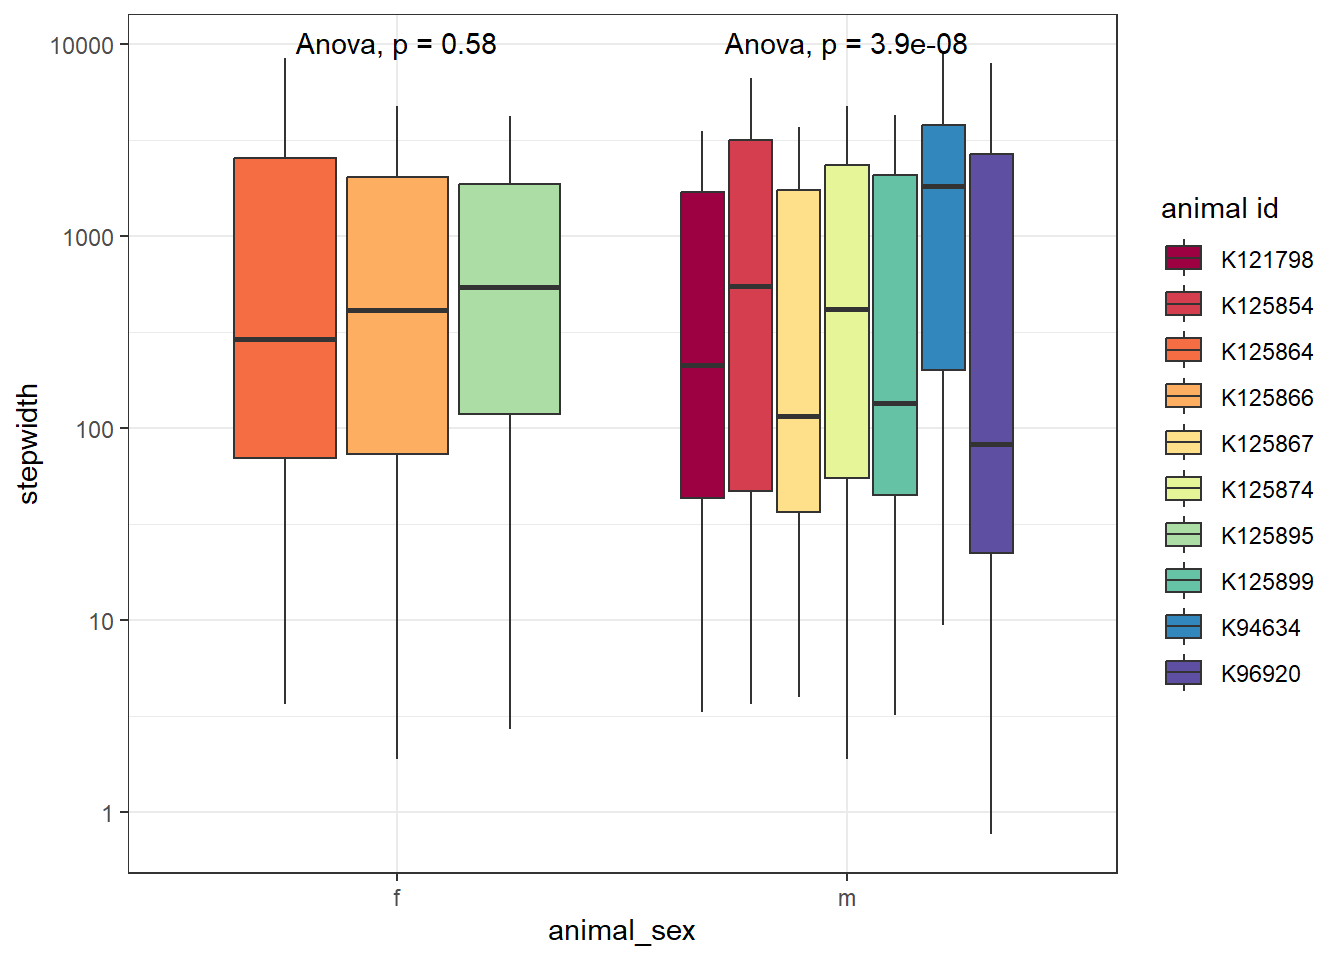 Anova, p = 0.58
Anova, p = 3.9e-08
10000
1000
100
10
1
stepwidth
f
m
animal_sex
animal id
K121798
K125854
K125864
K125866
K125867
K125874
K125895
K125899
K94634
K96920